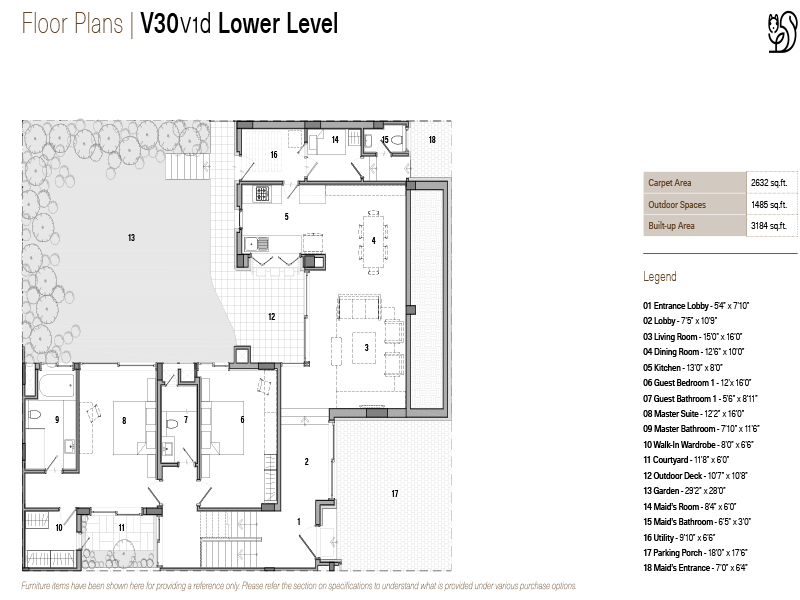 Floor Plans | V30V1d Lower Level
16
14
15
18
5
4
13
12
3
9
8
7
6
2
17
10
11
1
Carpet Area 2632 sq.ft.
Outdoor Spaces 1485 sq.ft.
Built-up Area 3184 sq.ft.
Legend
01 Entrance Lobby - 5'4" x 7'10"
02 Lobby - 7'5" x 10'9"
03 Living Room - 15'0" x 16'0"
04 Dining Room - 12'6" x 10'0"
05 Kitchen - 13'0" x 8'0"
06 Guest Bedroom 1 - 12'x 16'0"
07 Guest Bathroom 1 - 5'6" x 8'11"
08 Master Suite - 12'2" x 16'0"
09 Master Bathroom - 7'10" x 11'6"
10 Walk-In Wardrobe - 8'0" x 6'6"
11 Courtyard - 11'8" x 6'0"
12 Outdoor Deck - 10'7" x 10'8"
13 Garden - 29'2" x 28'0"
14 Maid's Room - 8'4" x 6'0"
15 Maid's Bathroom - 6'5" x 3'0"
16 Utility - 9'10" x 6'6"
17 Parking Porch - 18'0" x 17'6"
18 Maid's Entrance - 7'0" x 6'4"
Furniture items have been shown here for providing a reference only. Please refer the section on specifications to understand what is provided under various purchase options.